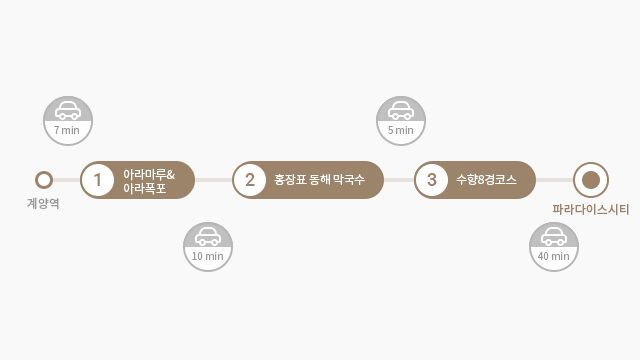 7 min
5 min
1
아라마루&
아라폭포
2
홍장표 동해 막국수
3
수향8경코스
계양역
파라다이스시티
10 min
40 min